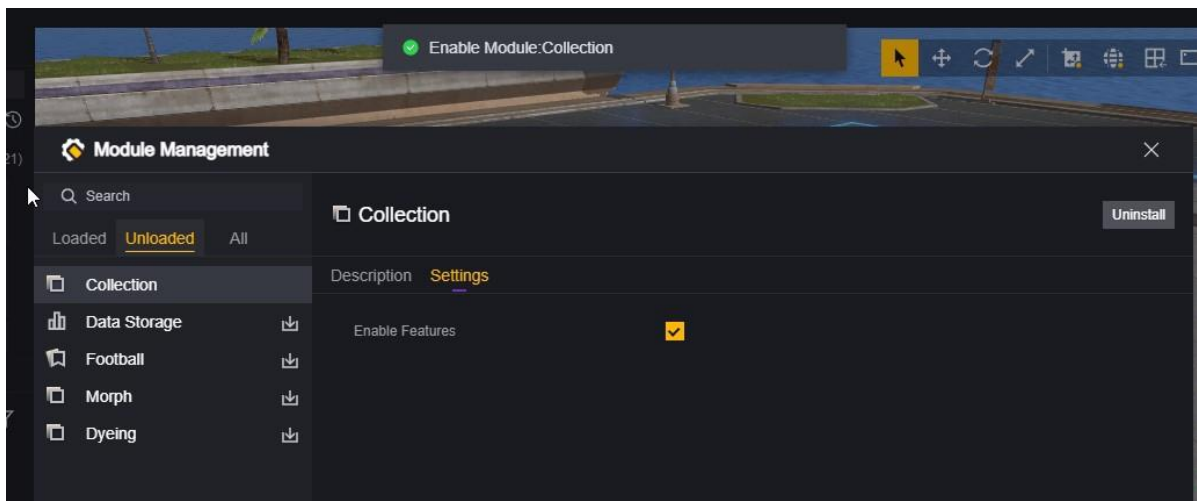 Enable Module:Collection
21)
Module Management
Search
Loaded Unloaded All
Collection
Data Storage
Football
Morph
Dyeing
Collection
Uninstall
Description Settings
Enable Features